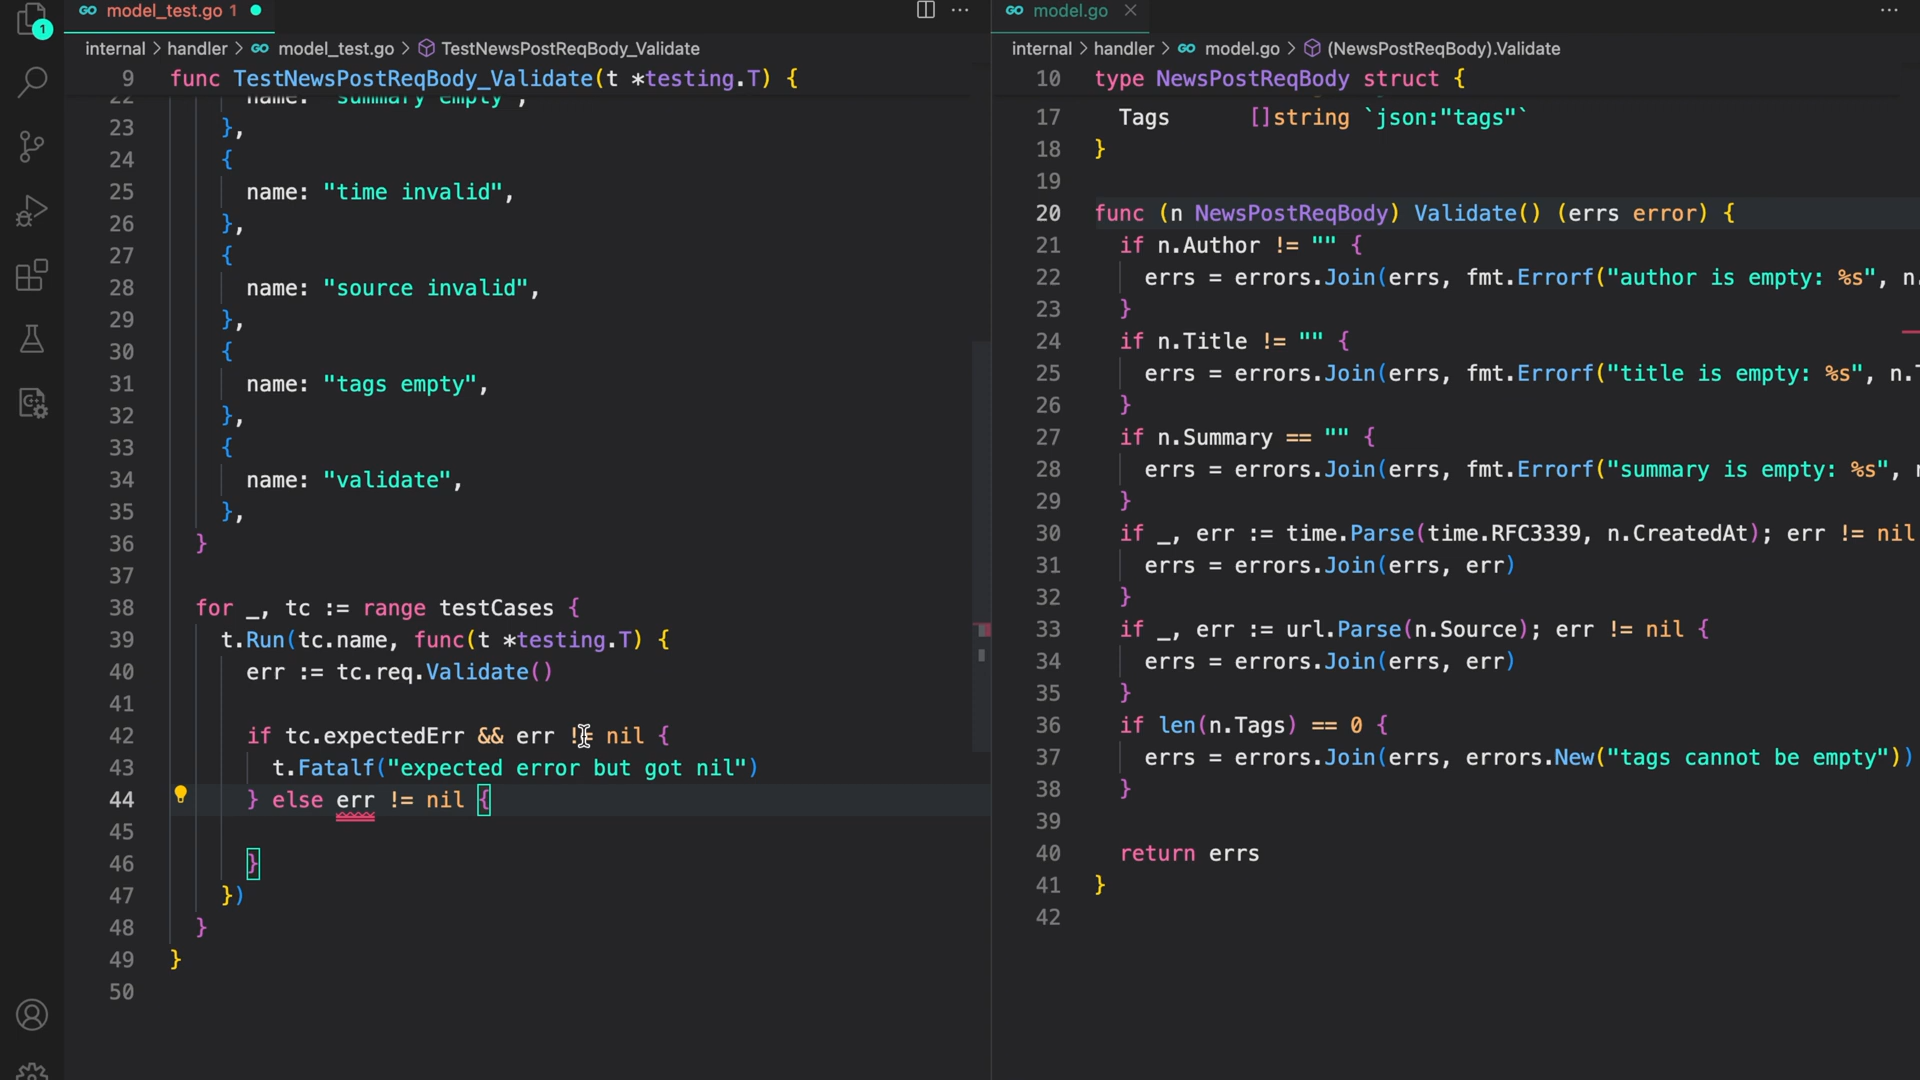 1
model_test.go 1
internal > handler > model_test.go > TestNewsPostReqBody_Validate
9 func TestNewsPostReqBody_Validate(t *testing.T) {
22 name: "summary empty",
23 },
24 {
25 name: "time invalid",
26 },
27 {
28 name: "source invalid",
29 },
30 {
31 name: "tags empty",
32 },
33 {
34 name: "validate",
35 },
36 }
37
38 for _, tc := range testCases {
39 t.Run(tc.name, func(t *testing.T) {
40 err := tc.req.Validate()
41
42 if tc.expectedErr && err != nil {
43 t.Fatalf("expected error but got nil")
44 } else err != nil {
45
46 }
47 })
48 }
49 }
50
model.go
internal > handler > model.go > (NewsPostReqBody).Validate
10 type NewsPostReqBody struct {
17 Tags []string `json:"tags"`
18 }
19
20 func (n NewsPostReqBody) Validate() (errs error) {
21 if n.Author != "" {
22 errs = errors.Join(errs, fmt.Errorf("author is empty: %s", n.
23 }
24 if n.Title != "" {
25 errs = errors.Join(errs, fmt.Errorf("title is empty: %s", n.
26 }
27 if n.Summary == "" {
28 errs = errors.Join(errs, fmt.Errorf("summary is empty: %s",
29 }
30 if _, err := time.Parse(time.RFC3339, n.CreatedAt); err != nil
31 errs = errors.Join(errs, err)
32 }
33 if _, err := url.Parse(n.Source); err != nil {
34 errs = errors.Join(errs, err)
35 }
36 if len(n.Tags) == 0 {
37 errs = errors.Join(errs, errors.New("tags cannot be empty"))
38 }
39
40 return errs
41 }
42